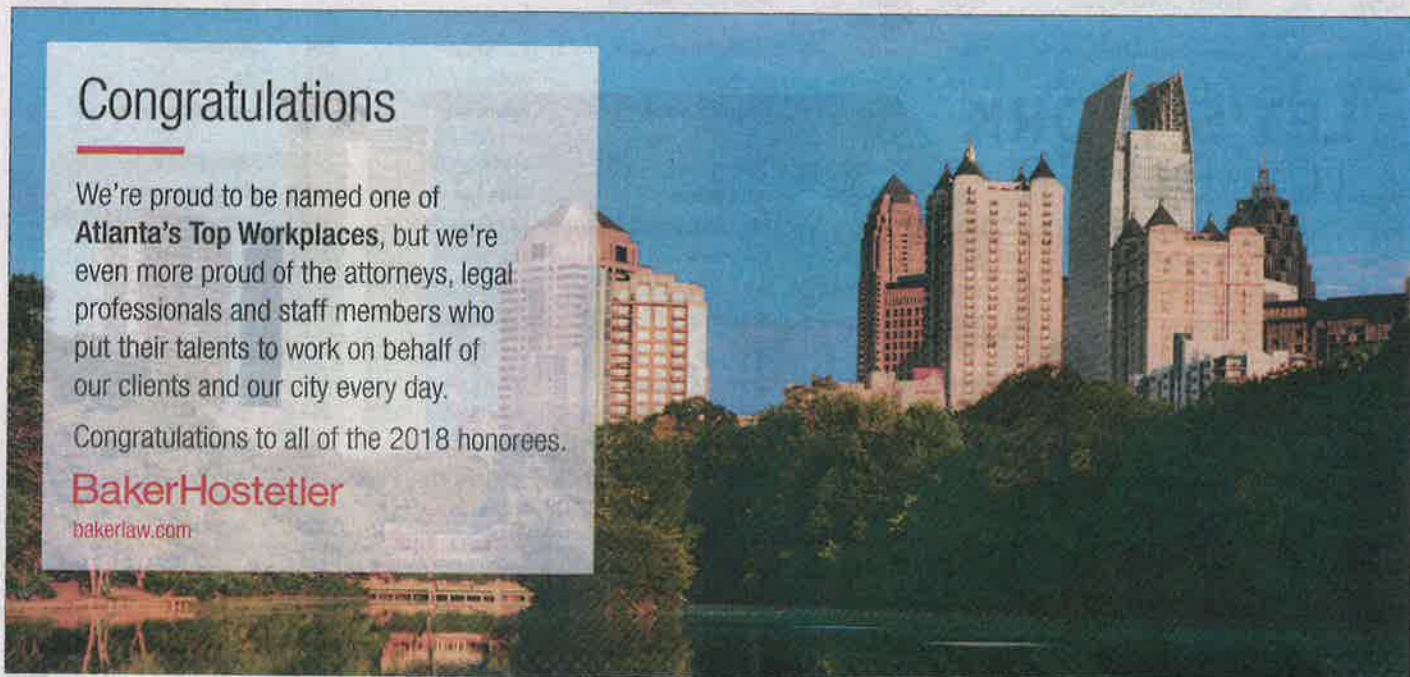 Congratulations
We're proud to be named one of
Atlanta's Top Workplaces, but we're
even more proud of the attorneys, legal
professionals and staff members who
put their talents to work on behalf of
our clients and our city every day.
Congratulations to all of the 2018 honorees.
BakerHostetler
bakerlaw.com